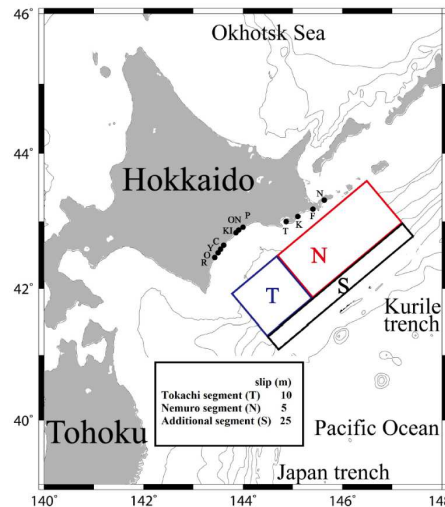 46°
Okhotsk Sea
44°
Hokkaido
N
ON P
KI
T K F
C
Y
O
R
N
42°
T
S
Kurile
trench
slip (m)
Tokachi segment (T) 10
Nemuro segment (N) 5
Additional segment (S) 25
40°
Tohoku
Pacific Ocean
Japan trench
140° 142° 144° 146° 148°